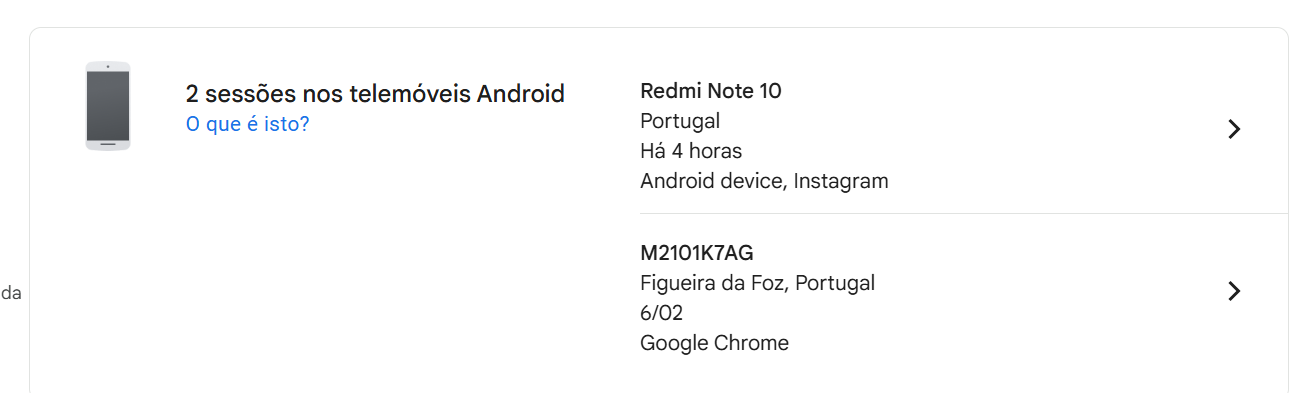 2 sessões nos telemóveis Android
O que é isto?
Redmi Note 10
Portugal
Há 4 horas
Android device, Instagram
M2101K7AG
Figueira da Foz, Portugal
6/02
Google Chrome
da